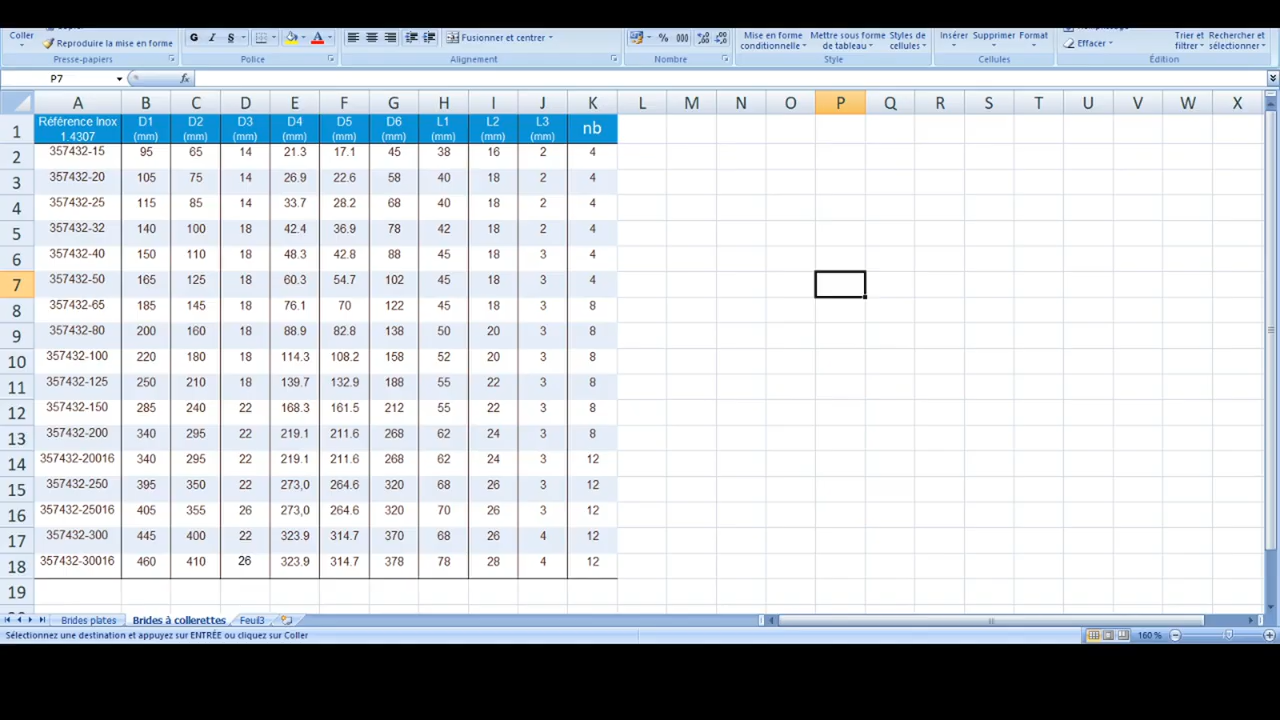 Coller
Reproduire la mise en forme
G I S
A
Fusionner et centrer
% 000
Mise en forme conditionnelle
Mettre sous forme de tableau
Styles de cellules
Insérer Supprimer Format
Effacer
Trier et filtrer
Rechercher et sélectionner
Presse-papiers Police Alignement Nombre Style Cellules Édition
P7 fx
A B C D E F G H I J K L M N O P Q R S T U V W X
1 Référence Inox 1.4307 D1 (mm) D2 (mm) D3 (mm) D4 (mm) D5 (mm) D6 (mm) L1 (mm) L2 (mm) L3 (mm) nb
2 357432-15 95 65 14 21.3 17.1 45 38 16 2 4
3 357432-20 105 75 14 26.9 22.6 58 40 18 2 4
4 357432-25 115 85 14 33.7 28.2 68 40 18 2 4
5 357432-32 140 100 18 42.4 36.9 78 42 18 2 4
6 357432-40 150 110 18 48.3 42.8 88 45 18 3 4
7 357432-50 165 125 18 60.3 54.7 102 45 18 3 4
8 357432-65 185 145 18 76.1 70 122 45 18 3 8
9 357432-80 200 160 18 88.9 82.8 138 50 20 3 8
10 357432-100 220 180 18 114.3 108.2 158 52 20 3 8
11 357432-125 250 210 18 139.7 132.9 188 55 22 3 8
12 357432-150 285 240 22 168.3 161.5 212 55 22 3 8
13 357432-200 340 295 22 219.1 211.6 268 62 24 3 8
14 357432-20016 340 295 22 219.1 211.6 268 62 24 3 12
15 357432-250 395 350 22 273,0 264.6 320 68 26 3 12
16 357432-25016 405 355 26 273,0 264.6 320 70 26 3 12
17 357432-300 445 400 22 323.9 314.7 370 68 26 4 12
18 357432-30016 460 410 26 323.9 314.7 378 78 28 4 12
19
Brides plates Brides à collerettes Feuil3
Sélectionnez une destination et appuyez sur ENTRÉE ou cliquez sur Coller 160 %